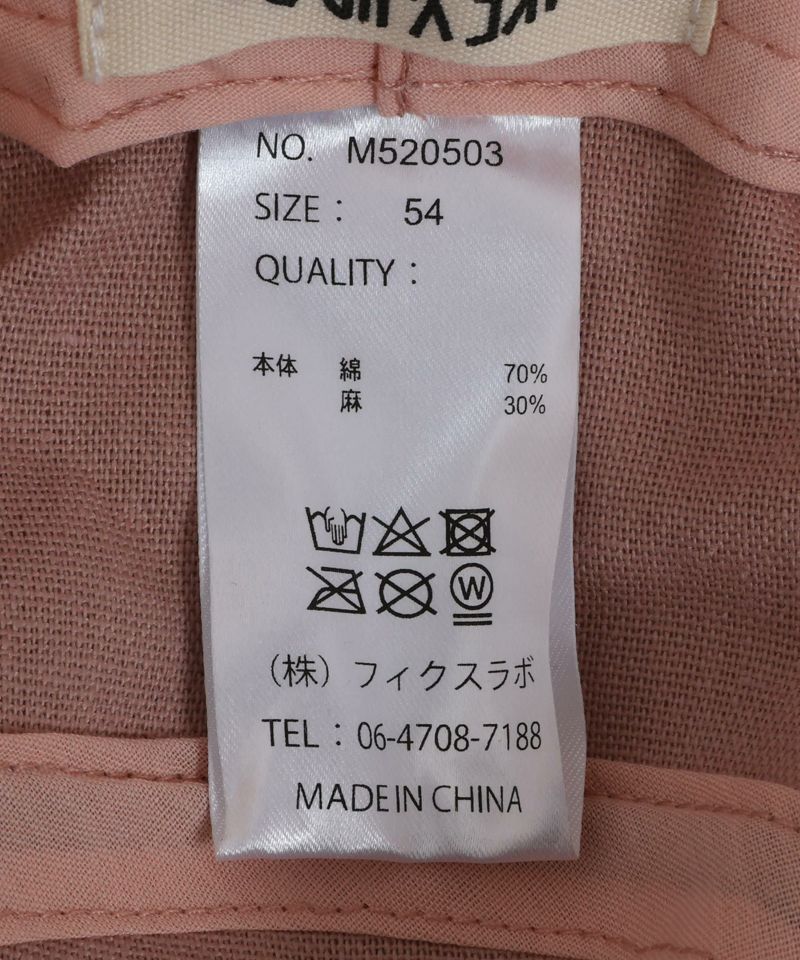 NO. M520503
SIZE : 54
QUALITY :
本体 綿 70%
麻 30%
W
(株) フィクスラボ
TEL : 06-4708-7188
MADE IN CHINA